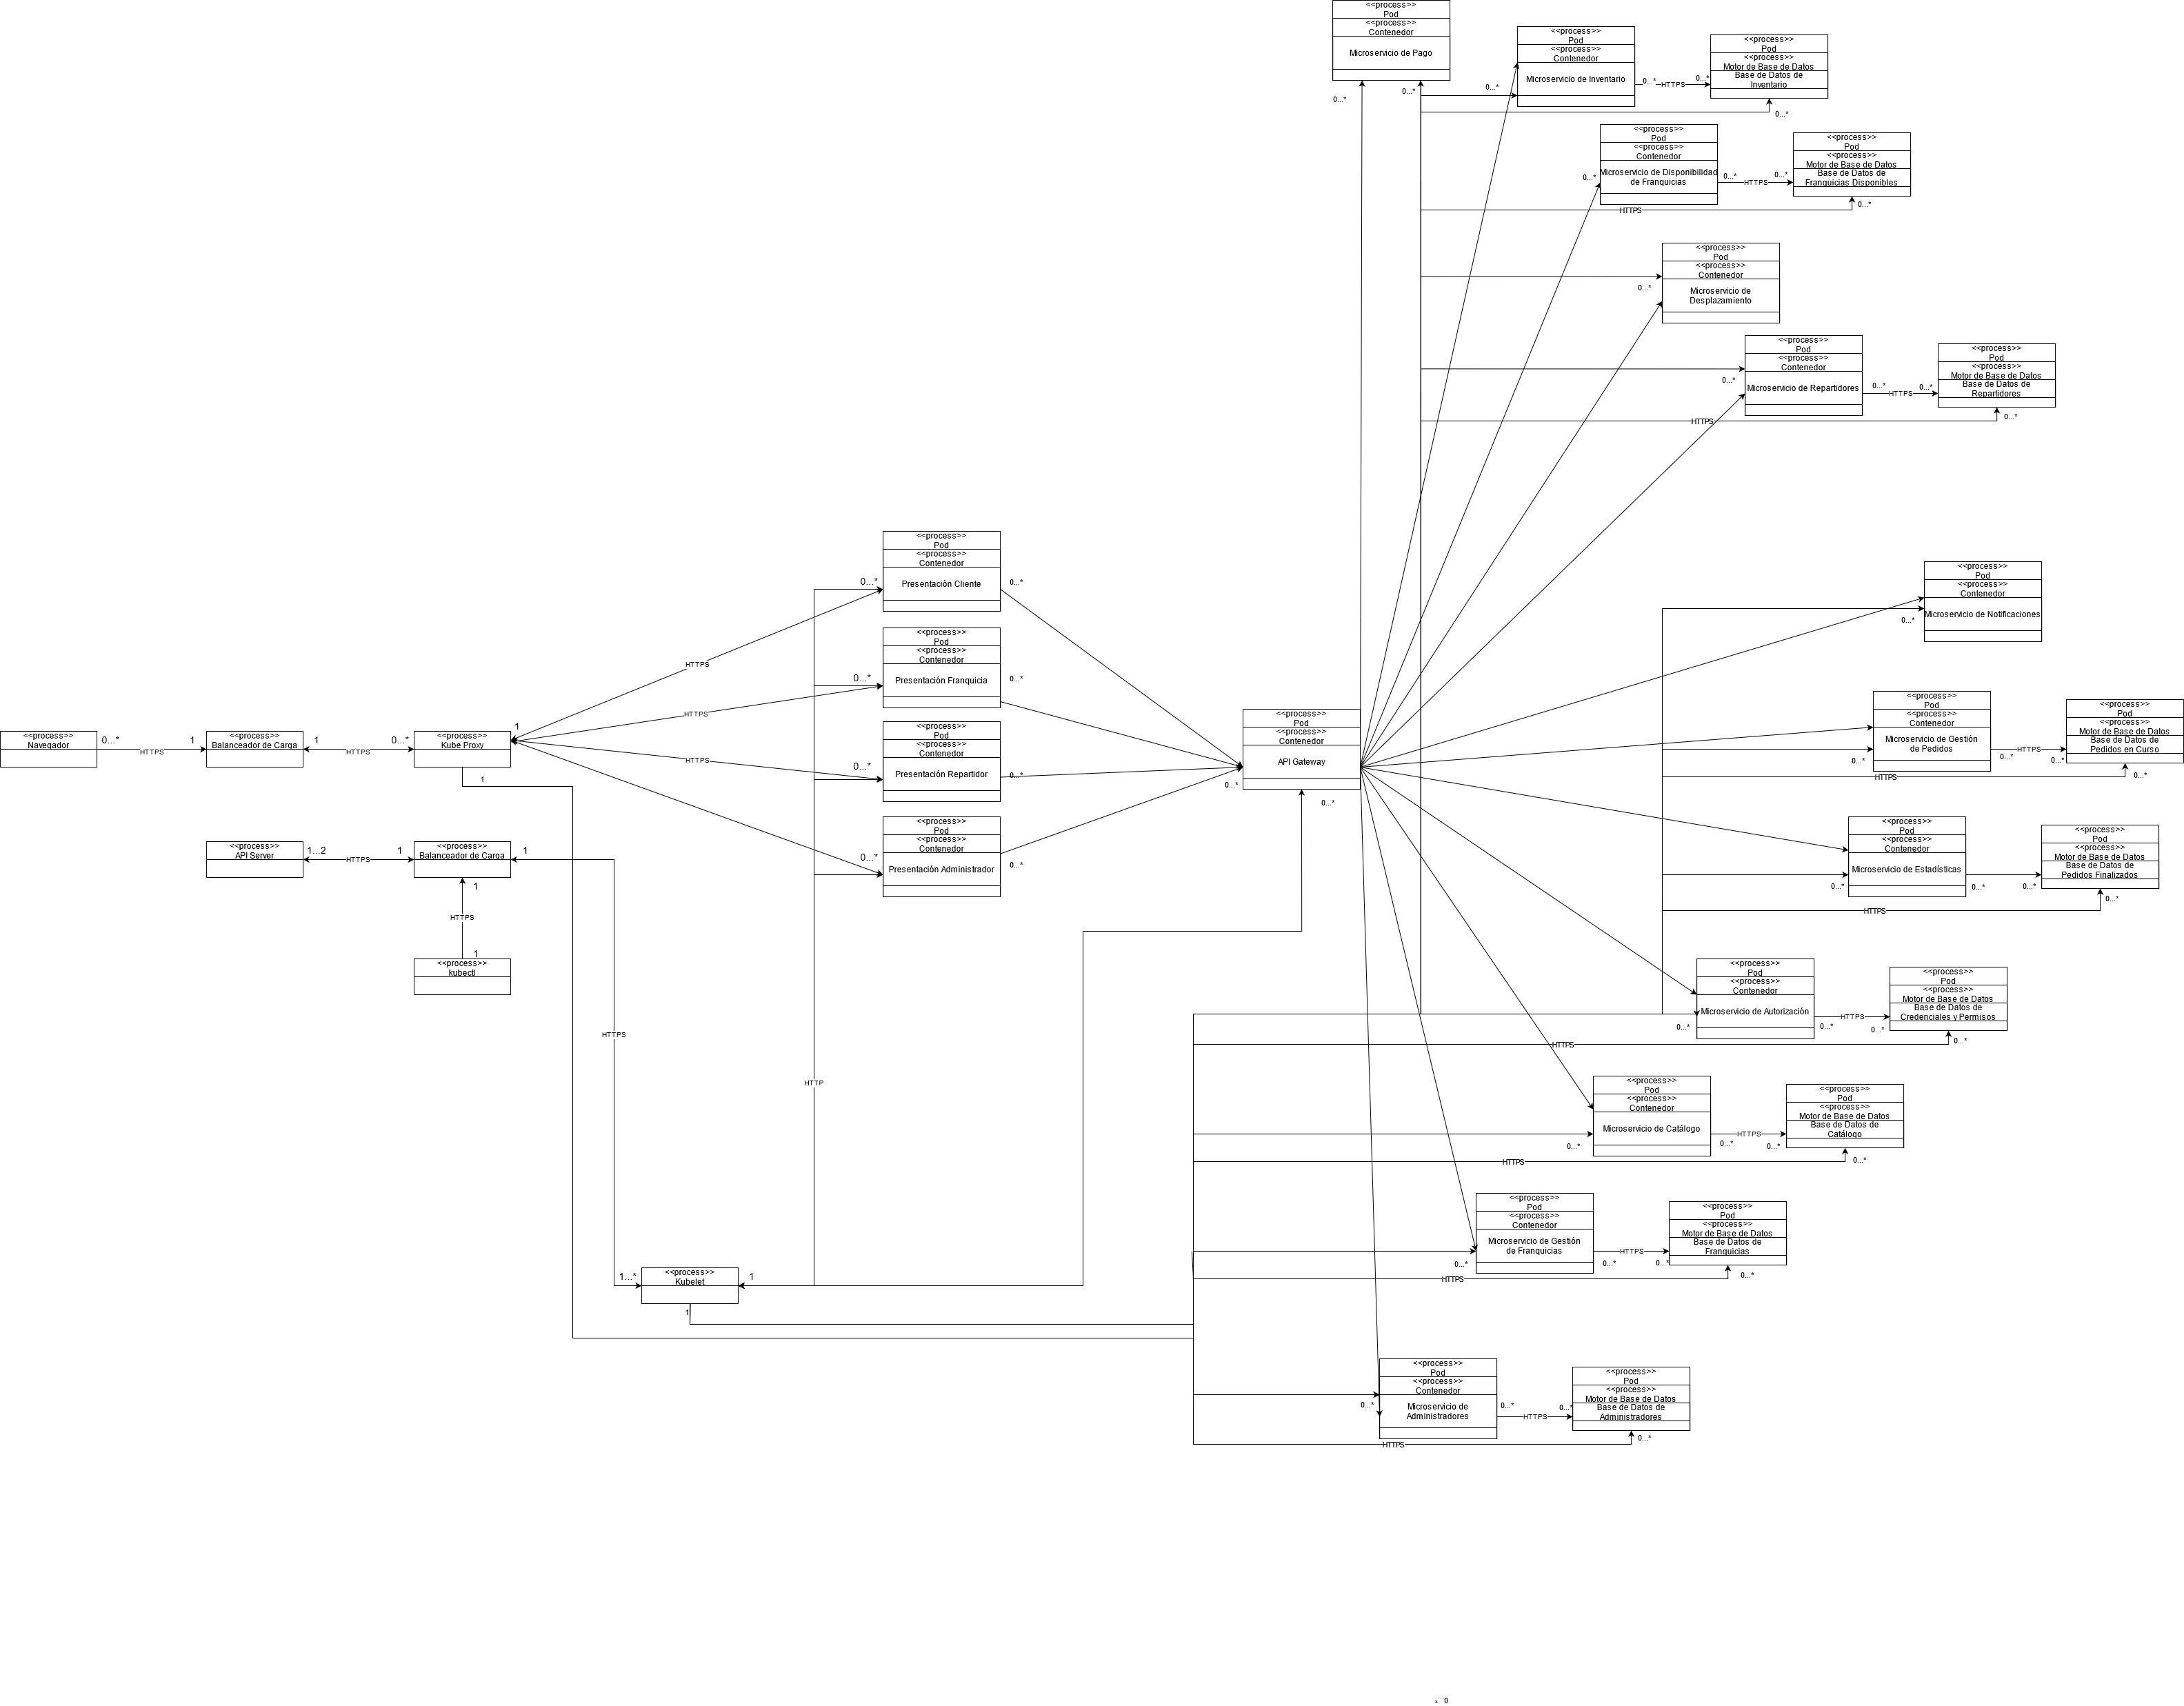 <<process>>
Pod
<<process>>
Contenedor
Microservicio de Pago
0...*
0...*
<<process>>
Pod
<<process>>
Contenedor
Microservicio de Inventario
0...*
0...*
HTTPS
0...*
<<process>>
Pod
<<process>>
Motor de Base de Datos
Base de Datos de
Inventario
0...*
<<process>>
Pod
<<process>>
Contenedor
Microservicio de Disponibilidad
de Franquicias
0...*
0...*
HTTPS
0...*
<<process>>
Pod
<<process>>
Motor de Base de Datos
Base de Datos de
Franquicias Disponibles
0...*
HTTPS
<<process>>
Pod
<<process>>
Contenedor
Microservicio de
Desplazamiento
0...*
<<process>>
Pod
<<process>>
Contenedor
Microservicio de Repartidores
0...*
0...*
HTTPS
0...*
<<process>>
Pod
<<process>>
Motor de Base de Datos
Base de Datos de
Repartidores
0...*
HTTPS
<<process>>
Pod
<<process>>
Contenedor
Presentación Cliente
0...*
0...*
HTTPS
<<process>>
Pod
<<process>>
Contenedor
Presentación Franquicia
0...*
0...*
HTTPS
<<process>>
Pod
<<process>>
Contenedor
Presentación Repartidor
0...*
0...*
HTTPS
<<process>>
Pod
<<process>>
Contenedor
Presentación Administrador
0...*
0...*
<<process>>
Navegador
0...*
HTTPS
1
<<process>>
Balanceador de Carga
1
HTTPS
0...*
<<process>>
Kube Proxy
1
1
<<process>>
API Server
1...2
HTTPS
1
<<process>>
Balanceador de Carga
1
1
HTTPS
1
<<process>>
kubectl
HTTPS
HTTP
1...*
<<process>>
Kubelet
1
1
<<process>>
Pod
<<process>>
Contenedor
API Gateway
0...*
0...*
<<process>>
Pod
<<process>>
Contenedor
Microservicio de Notificaciones
0...*
<<process>>
Pod
<<process>>
Contenedor
Microservicio de Gestión
de Pedidos
0...*
HTTPS
0...*
0...*
<<process>>
Pod
<<process>>
Motor de Base de Datos
Base de Datos de
Pedidos en Curso
0...*
HTTPS
<<process>>
Pod
<<process>>
Contenedor
Microservicio de Estadísticas
0...*
0...*
0...*
<<process>>
Pod
<<process>>
Motor de Base de Datos
Base de Datos de
Pedidos Finalizados
0...*
HTTPS
<<process>>
Pod
<<process>>
Contenedor
Microservicio de Autorización
0...*
HTTPS
0...*
0...*
<<process>>
Pod
<<process>>
Motor de Base de Datos
Base de Datos de
Credenciales y Permisos
0...*
HTTPS
<<process>>
Pod
<<process>>
Contenedor
Microservicio de Catálogo
0...*
HTTPS
0...*
0...*
<<process>>
Pod
<<process>>
Motor de Base de Datos
Base de Datos de
Catálogo
0...*
HTTPS
<<process>>
Pod
<<process>>
Contenedor
Microservicio de Gestión
de Franquicias
0...*
HTTPS
0...*
0...*
<<process>>
Pod
<<process>>
Motor de Base de Datos
Base de Datos de
Franquicias
0...*
HTTPS
<<process>>
Pod
<<process>>
Contenedor
Microservicio de
Administradores
0...*
0...*
HTTPS
0...*
<<process>>
Pod
<<process>>
Motor de Base de Datos
Base de Datos de
Administradores
0...*
HTTPS
0...*